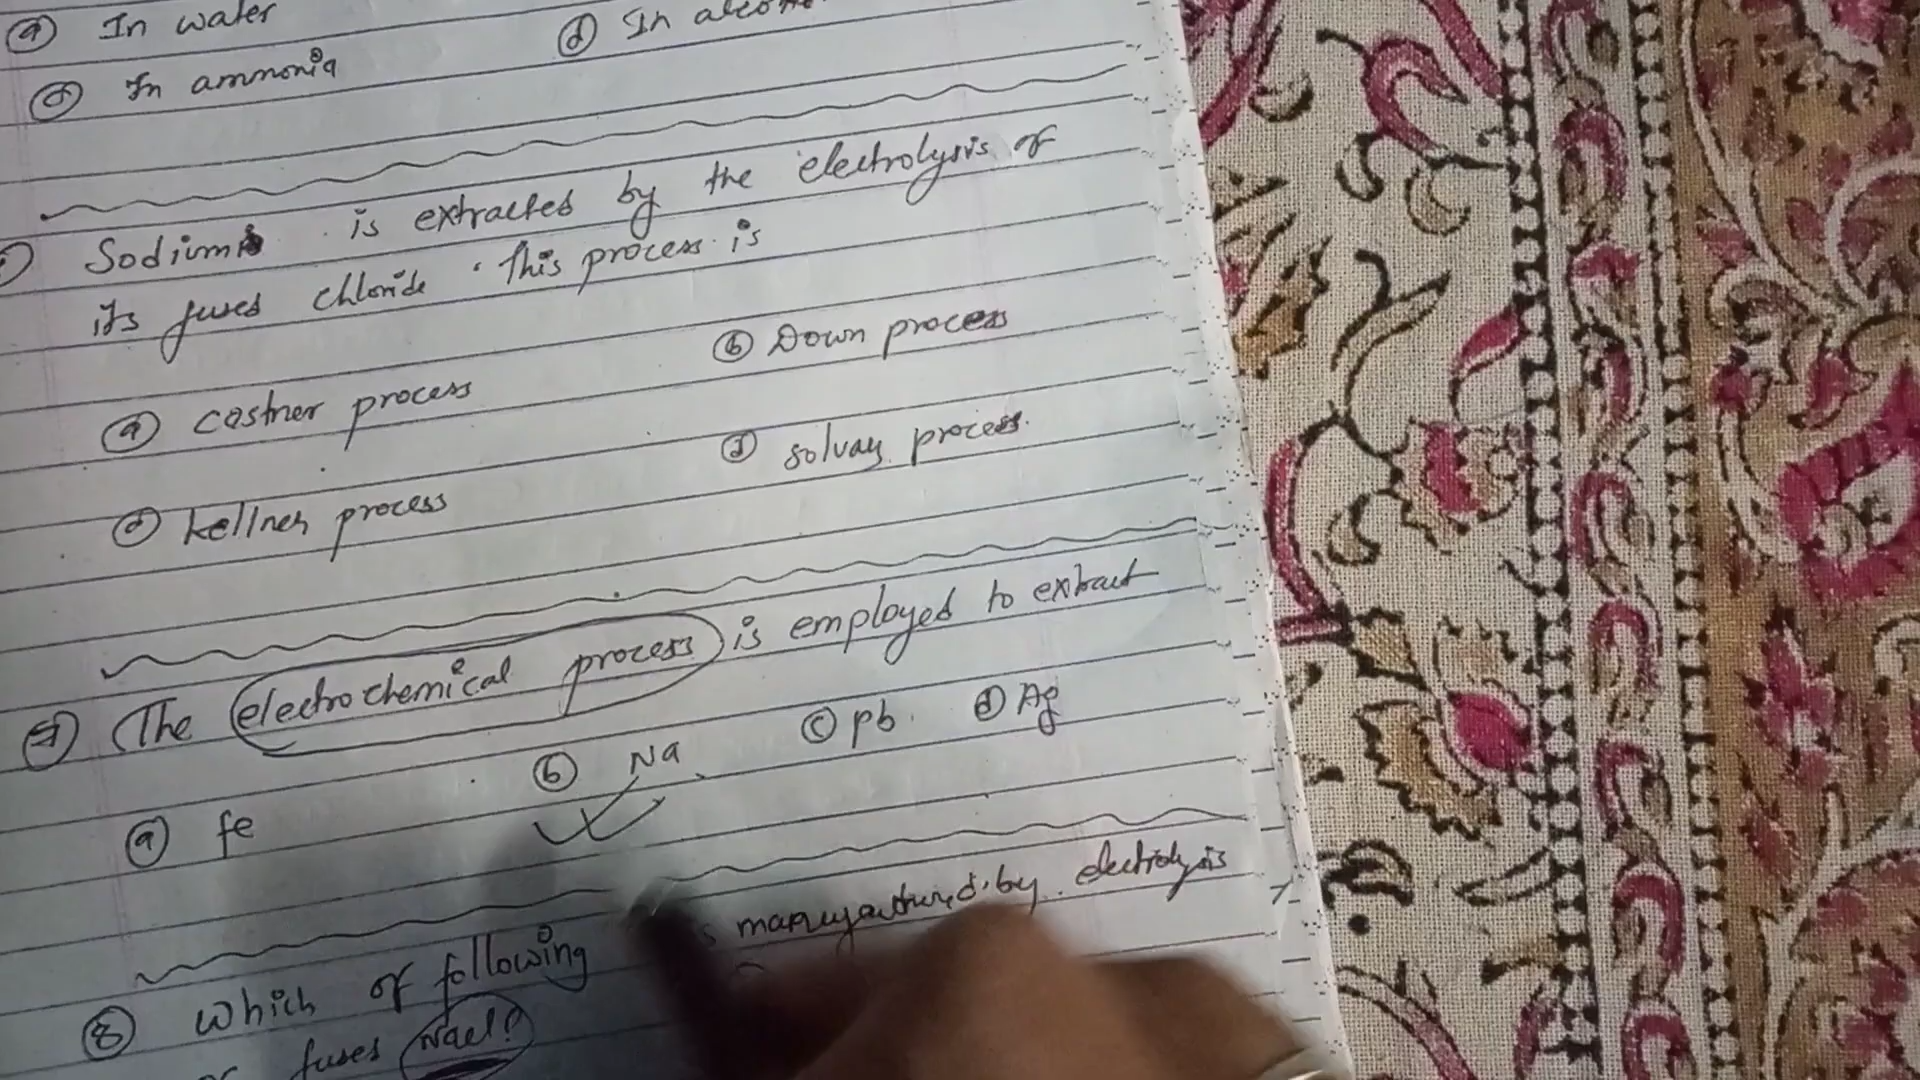 a In water
d In alcohol
c In ammonia
Sodium is extracted by the electrolysis of
its fused chloride. This process is
a castner process
b Down process
c kellner process
d solvay process.
7 The electrochemical process is employed to extract
a fe
b Na
c pb.
d Ag
8 Which of following manufactured by electrolysis
fused Nacl?